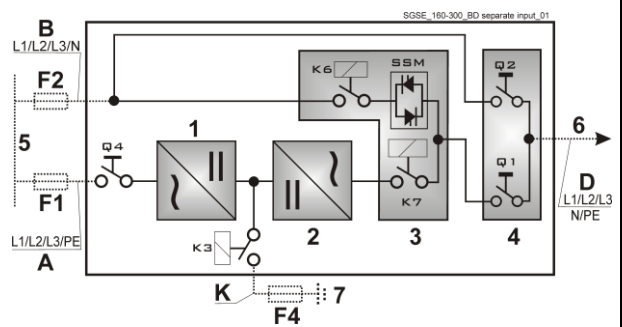 SGSE_160-300_BD separate input_01
B
L1/L2/L3/N
F2
K6
SSM
Q2
5
Q4
1
6
Q1
F1
K7
D
L1/L2/L3
N/PE
L1/L2/L3/PE
A
K3
2
3
4
K
7
F4